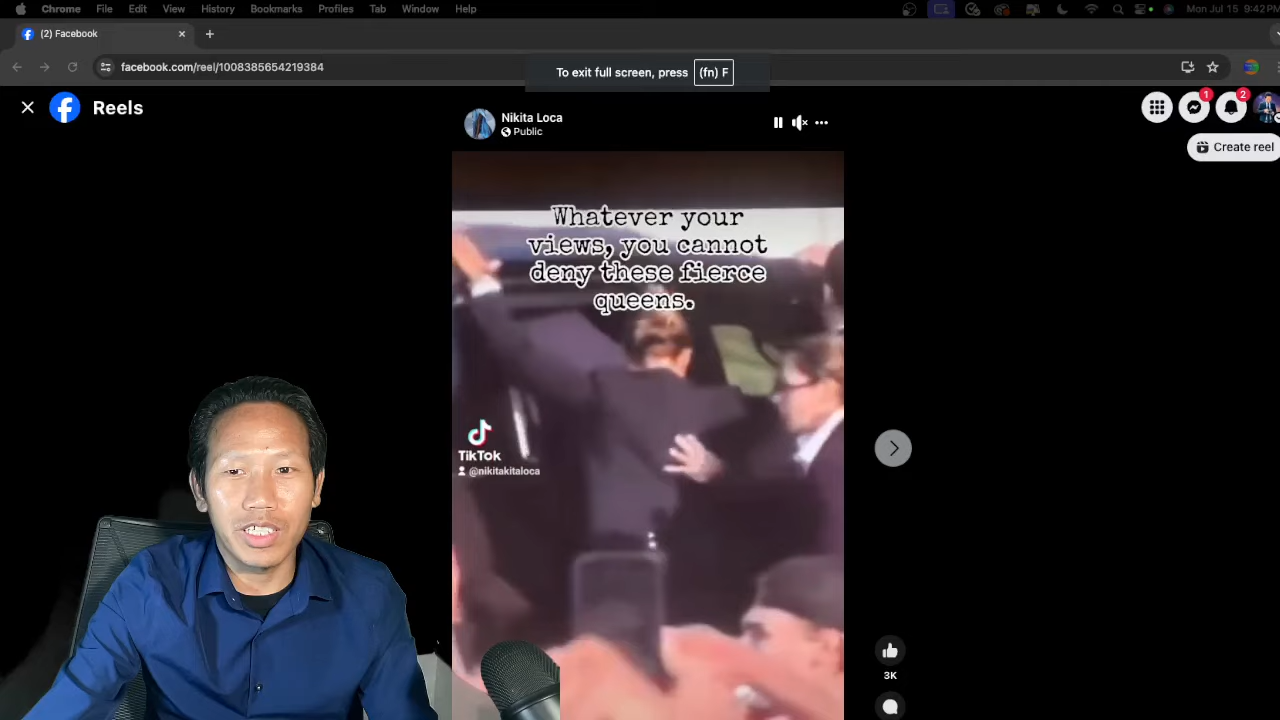 Chrome File Edit View History Bookmarks Profiles Tab Window Help Mon Jul 15 9:42 PM
(2) Facebook
facebook.com/reel/1008385654219384
To exit full screen, press (fn) F
Reels
1
2
Nikita Loca
Public
Create reel
Whatever your
views, you cannot
deny these fierce
queens.
TikTok
@nikitakitaloca
3K